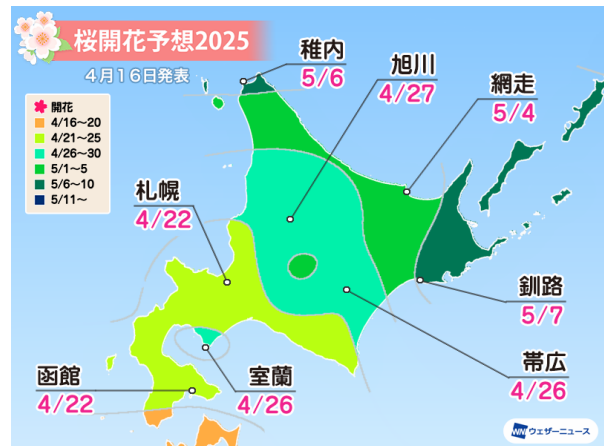 桜開花予想2025
4月16日発表
開花
4/16～20
4/21～25
4/26～30
5/1～5
5/6～10
5/11～
稚内
5/6
旭川
4/27
網走
5/4
札幌
4/22
釧路
5/7
帯広
4/26
室蘭
4/26
函館
4/22
WNI ウェザーニュース